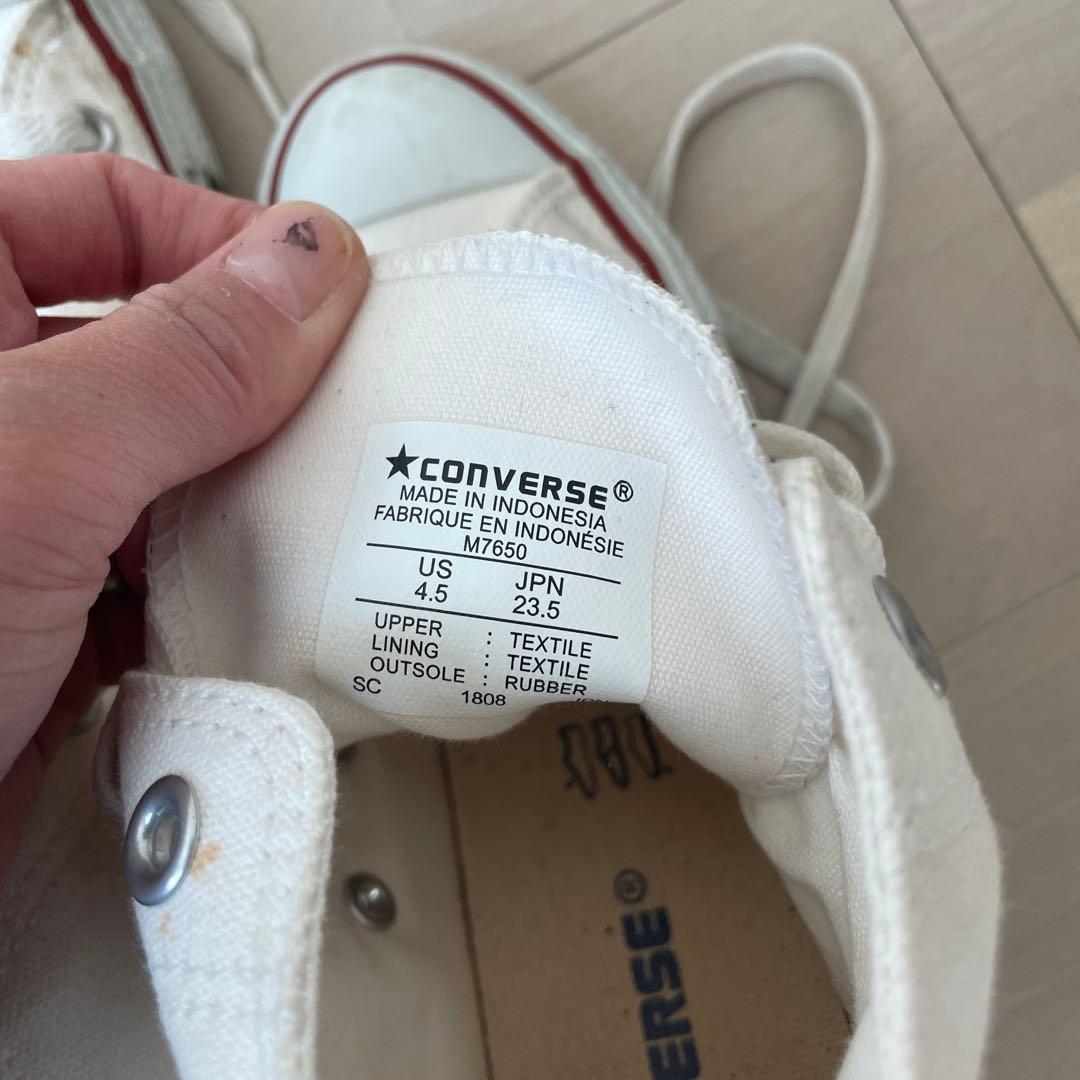 ★CONVERSE®
MADE IN INDONESIA
FABRIQUE EN INDONÉSIE
M7650
US JPN
4.5 23.5
UPPER : TEXTILE
LINING : TEXTILE
OUTSOLE : RUBBER
SC 1808
ERSE®